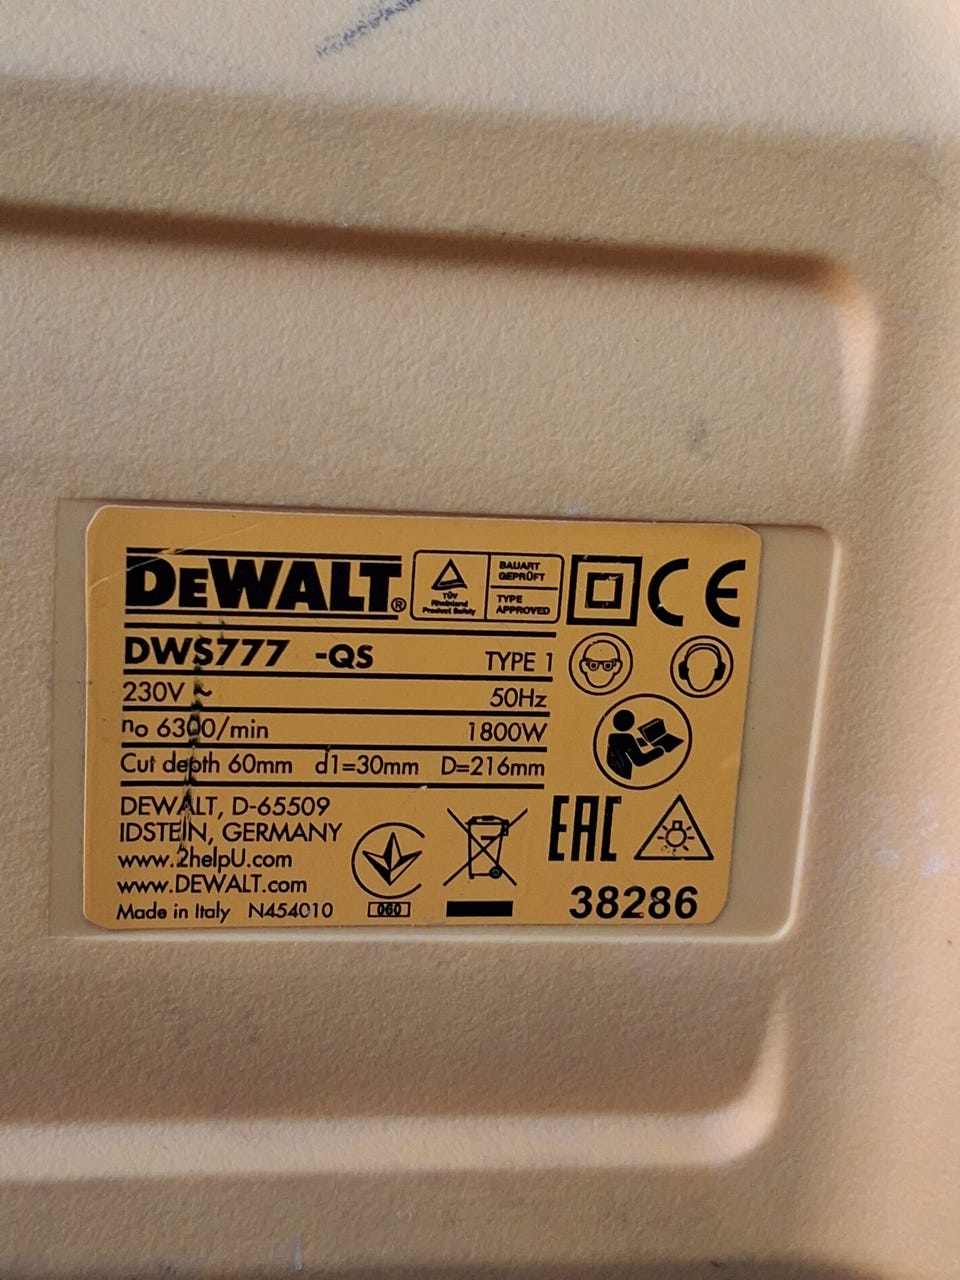 DEWALT®
TÜV
Rheinland
Product Safety
BAUART
GEPRÜFT
TYPE
APPROVED
CE
DWS777 -QS TYPE 1
230V ~ 50Hz
no 6300/min 1800W
Cut depth 60mm d1=30mm D=216mm
DEWALT, D-65509
IDSTEIN, GERMANY
www.2helpU.com
www.DEWALT.com
Made in Italy N454010
060
EAC
38286